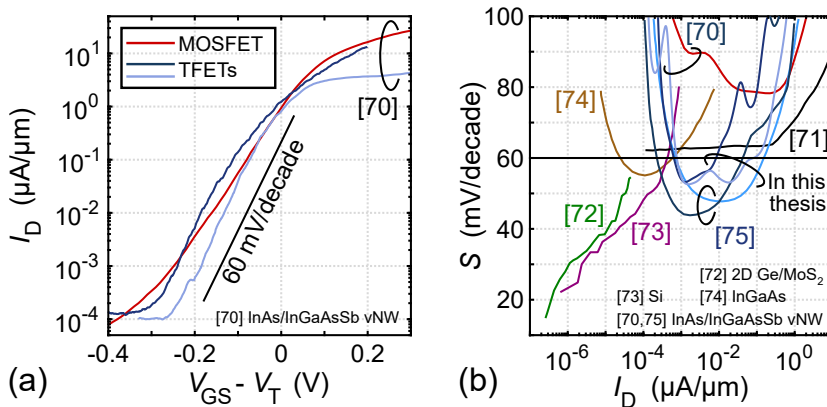 MOSFET
TFETs
[70]
60 mV/decade
[70] InAs/InGaAsSb vNW
I_D (μA/μm)
10^1
10^0
10^-1
10^-2
10^-3
10^-4
-0.4
-0.2
0
0.2
V_GS - V_T (V)
(a)
[70]
[74]
[71]
In this
thesis
[72]
[73]
[75]
[72] 2D Ge/MoS_2
[73] Si
[74] InGaAs
[70,75] InAs/InGaAsSb vNW
S (mV/decade)
100
80
60
40
20
10^-6
10^-4
10^-2
10^0
I_D (μA/μm)
(b)